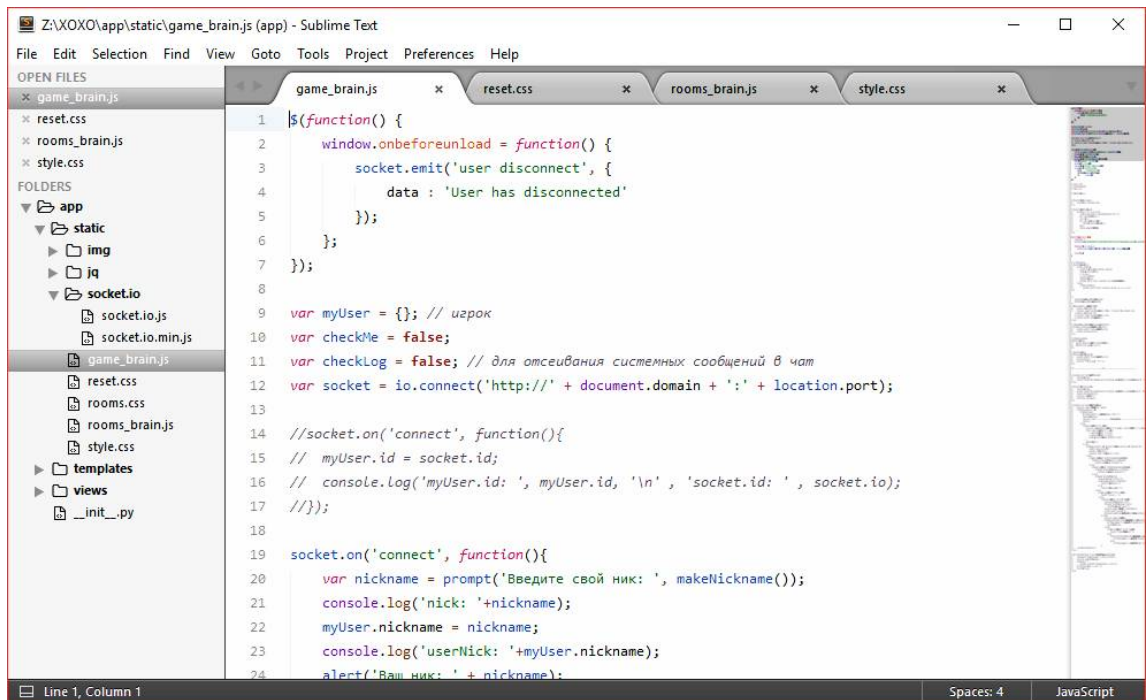 Z:\XOXO\app\static\game_brain.js (app) - Sublime Text
File Edit Selection Find View Goto Tools Project Preferences Help
OPEN FILES
game_brain.js
reset.css
rooms_brain.js
style.css
FOLDERS
app
static
img
jq
socket.io
socket.io.js
socket.io.min.js
game_brain.js
reset.css
rooms.css
rooms_brain.js
style.css
templates
views
__init__.py
game_brain.js reset.css rooms_brain.js style.css
1 $(function() {
2 window.onbeforeunload = function() {
3 socket.emit('user disconnect', {
4 data : 'User has disconnected'
5 });
6 };
7 });
8
9 var myUser = {}; // игрок
10 var checkMe = false;
11 var checkLog = false; // для отсеивания системных сообщений в чат
12 var socket = io.connect('http://' + document.domain + ':' + location.port);
13
14 //socket.on('connect', function(){
15 // myUser.id = socket.id;
16 // console.log('myUser.id: ', myUser.id, '\n' , 'socket.id: ' , socket.io);
17 //});
18
19 socket.on('connect', function(){
20 var nickname = prompt('Введите свой ник: ', makeNickname());
21 console.log('nick: '+nickname);
22 myUser.nickname = nickname;
23 console.log('userNick: '+myUser.nickname);
24 alert('Ваш ник: ' + nickname);
Line 1, Column 1 Spaces: 4 JavaScript